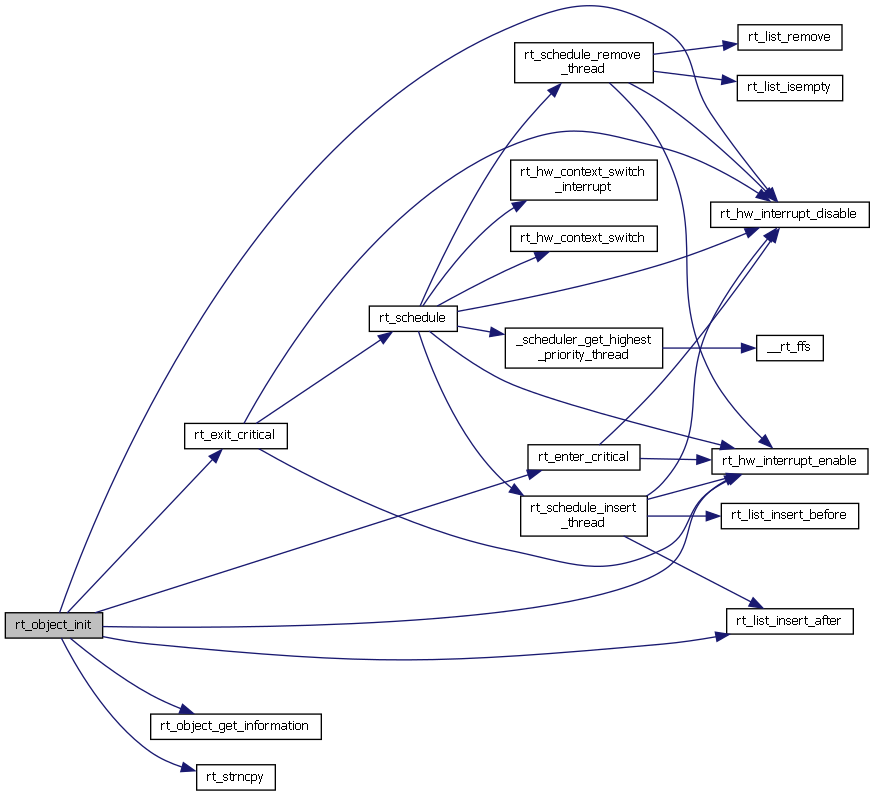 rt_list_remove
rt_schedule_remove
_thread
rt_list_isempty
rt_hw_context_switch
_interrupt
rt_hw_interrupt_disable
rt_hw_context_switch
rt_schedule
_scheduler_get_highest
_priority_thread
__rt_ffs
rt_exit_critical
rt_enter_critical
rt_hw_interrupt_enable
rt_schedule_insert
_thread
rt_list_insert_before
rt_object_init
rt_list_insert_after
rt_object_get_information
rt_strncpy